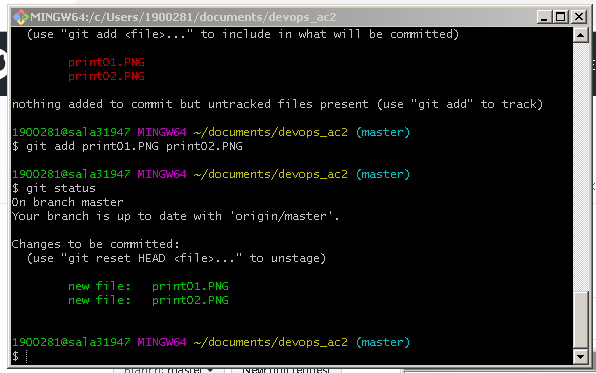 MINGW64:/c/Users/1900281/documents/devops_ac2
(use "git add <file>..." to include in what will be committed)
print01.PNG
print02.PNG
nothing added to commit but untracked files present (use "git add" to track)
1900281@sala31947 MINGW64 ~/documents/devops_ac2 (master)
$ git add print01.PNG print02.PNG
1900281@sala31947 MINGW64 ~/documents/devops_ac2 (master)
$ git status
On branch master
Your branch is up to date with 'origin/master'.
Changes to be committed:
(use "git reset HEAD <file>..." to unstage)
new file:   print01.PNG
new file:   print02.PNG
1900281@sala31947 MINGW64 ~/documents/devops_ac2 (master)
$